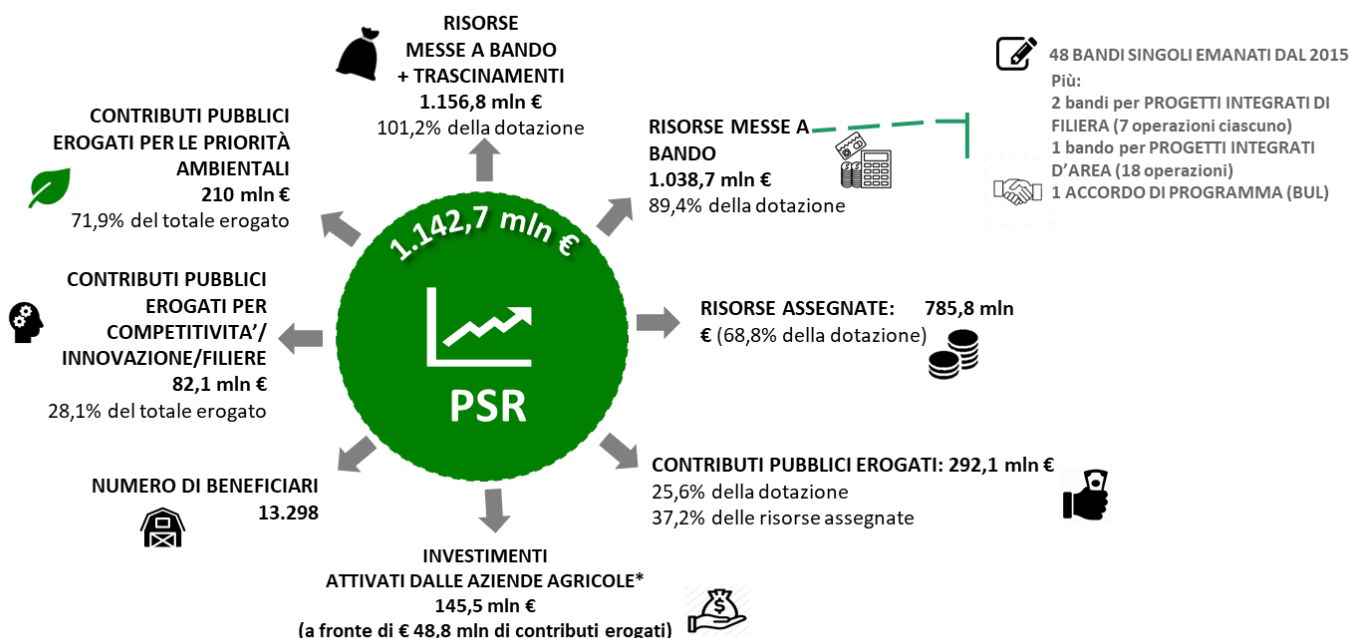 RISORSE
MESSE A BANDO
+ TRASCINAMENTI
1.156,8 mln €
101,2% della dotazione
48 BANDI SINGOLI EMANATI DAL 2015
Più:
2 bandi per PROGETTI INTEGRATI DI
FILIERA (7 operazioni ciascuno)
1 bando per PROGETTI INTEGRATI
D'AREA (18 operazioni)
1 ACCORDO DI PROGRAMMA (BUL)
CONTRIBUTI PUBBLICI
EROGATI PER LE PRIORITÀ
AMBIENTALI
210 mln €
71,9% del totale erogato
RISORSE MESSE A
BANDO
1.038,7 mln €
89,4% della dotazione
1.142,7 mln €
PSR
CONTRIBUTI PUBBLICI
EROGATI PER
COMPETITIVITA'/
INNOVAZIONE/FILIERE
82,1 mln €
28,1% del totale erogato
RISORSE ASSEGNATE: 785,8 mln
€ (68,8% della dotazione)
NUMERO DI BENEFICIARI
13.298
CONTRIBUTI PUBBLICI EROGATI: 292,1 mln €
25,6% della dotazione
37,2% delle risorse assegnate
INVESTIMENTI
ATTIVATI DALLE AZIENDE AGRICOLE*
145,5 mln €
(a fronte di € 48,8 mln di contributi erogati)
$